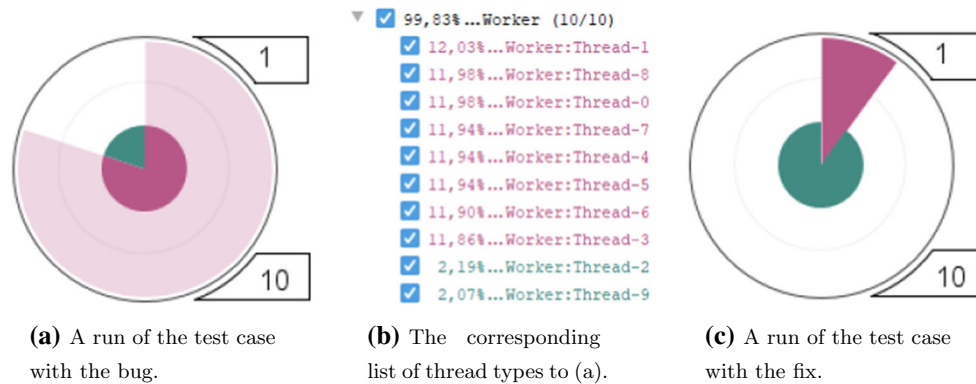 1
10
99,83%...Worker (10/10)
12,03%...Worker:Thread-1
11,98%...Worker:Thread-8
11,98%...Worker:Thread-0
11,94%...Worker:Thread-7
11,94%...Worker:Thread-4
11,94%...Worker:Thread-5
11,90%...Worker:Thread-6
11,86%...Worker:Thread-3
2,19%...Worker:Thread-2
2,07%...Worker:Thread-9
1
10
(a) A run of the test case
with the bug.
(b) The corresponding
list of thread types to (a).
(c) A run of the test case
with the fix.